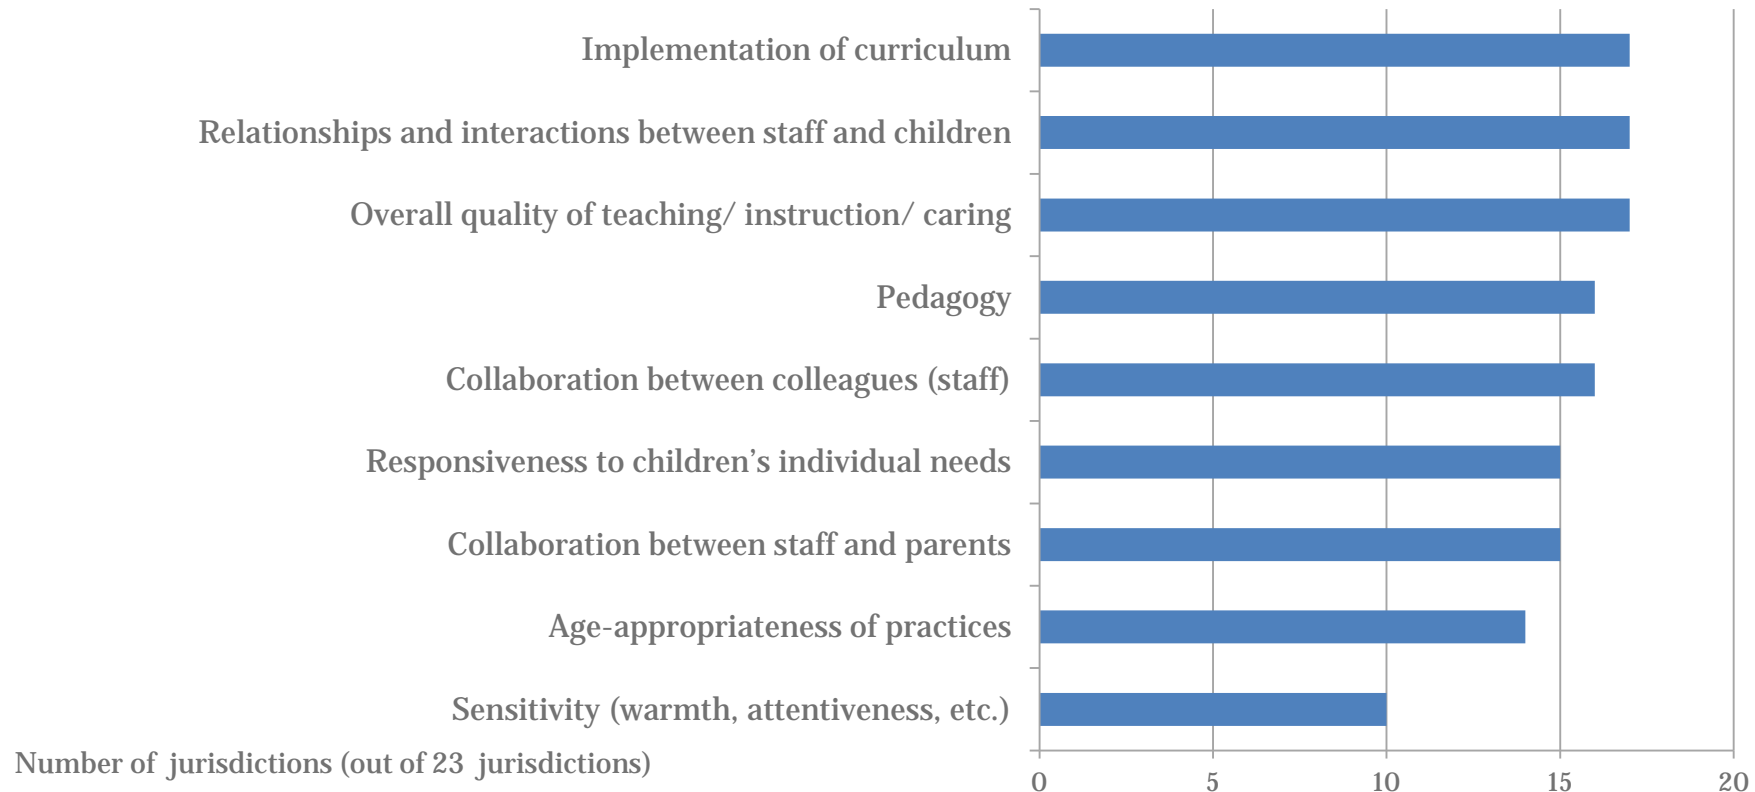 Implementation of curriculum
Relationships and interactions between staff and children
Overall quality of teaching/ instruction/ caring
Pedagogy
Collaboration between colleagues (staff)
Responsiveness to children’s individual needs
Collaboration between staff and parents
Age-appropriateness of practices
Sensitivity (warmth, attentiveness, etc.)
Number of jurisdictions (out of 23 jurisdictions)
0 5 10 15 20